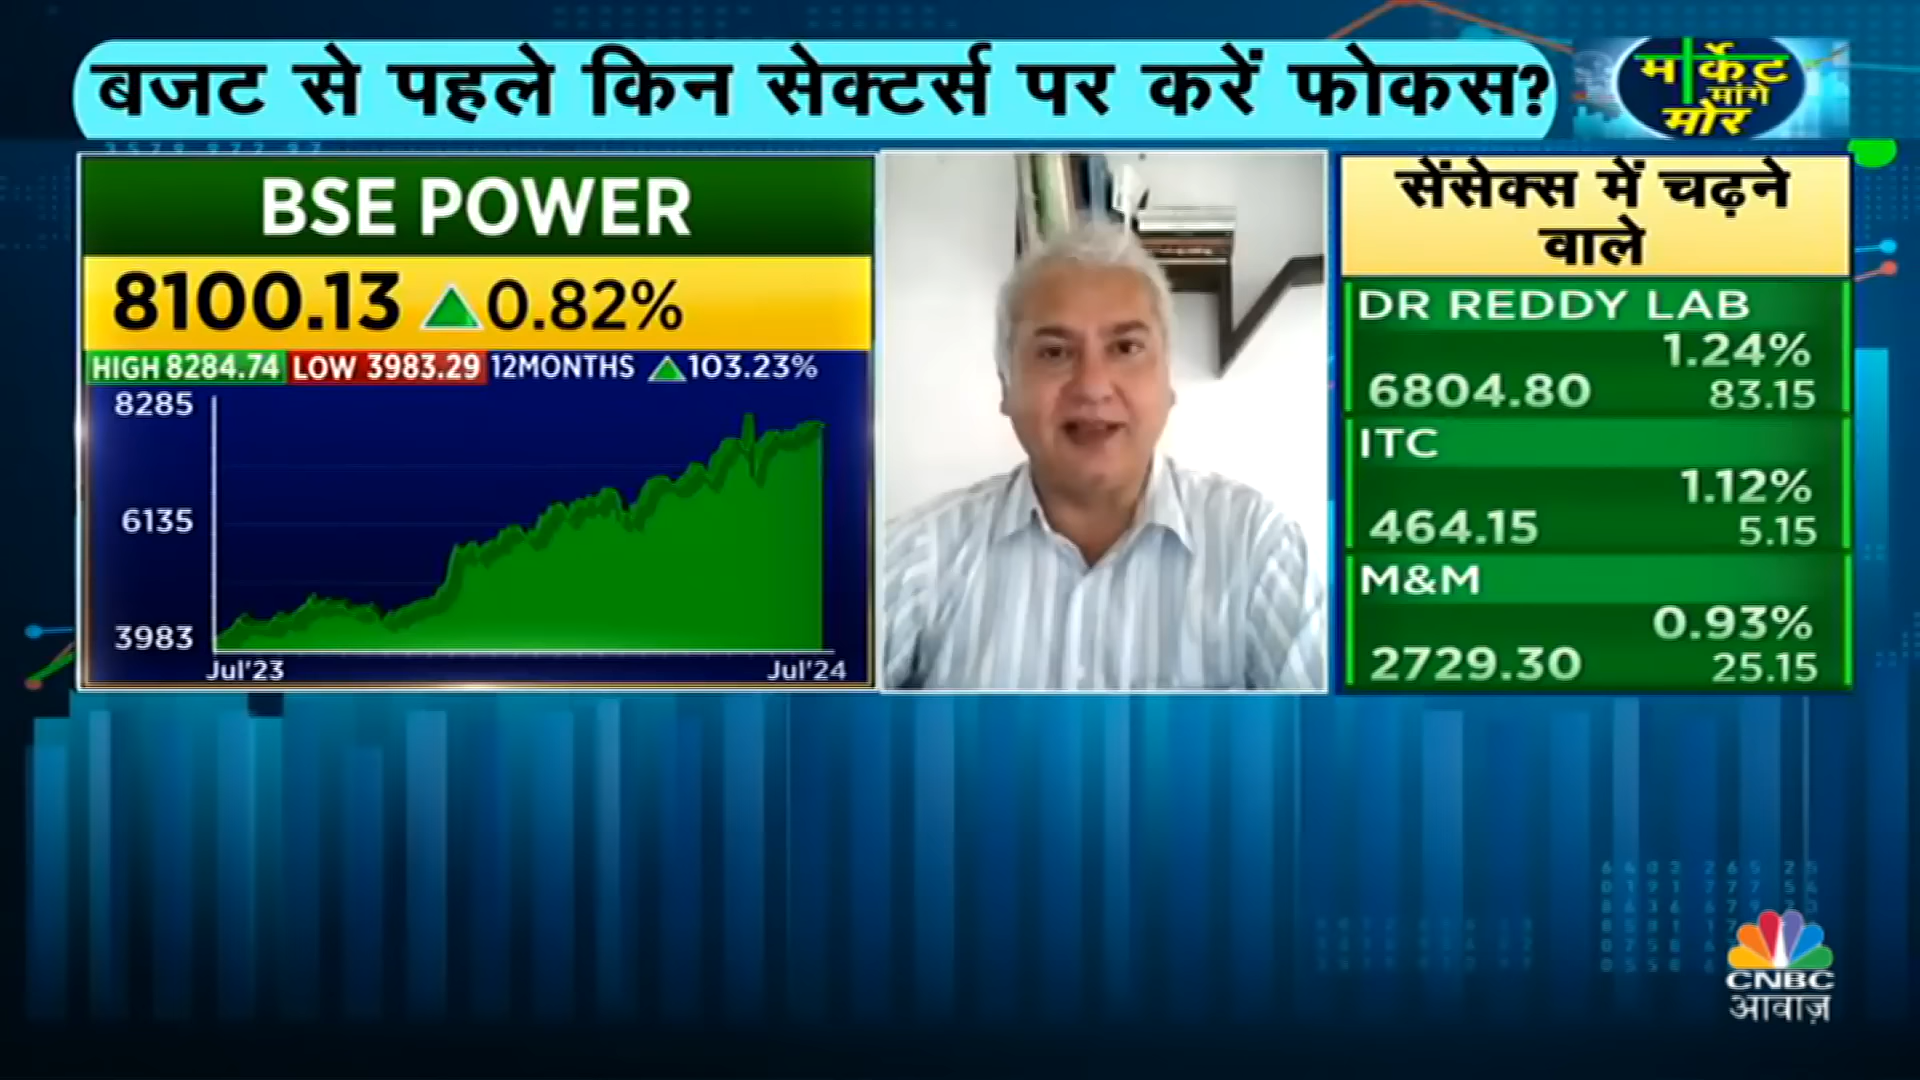 बजट से पहले किन सेक्टर्स पर करें फोकस?
मार्केट
मांगे
मोर
BSE POWER
8100.13 ▲0.82%
HIGH 8284.74 LOW 3983.29 12MONTHS ▲103.23%
8285
6135
3983
Jul'23 Jul'24
सेंसेक्स में चढ़ने
वाले
DR REDDY LAB
1.24%
6804.80 83.15
ITC
1.12%
464.15 5.15
M&M
0.93%
2729.30 25.15
CNBC
आवाज़